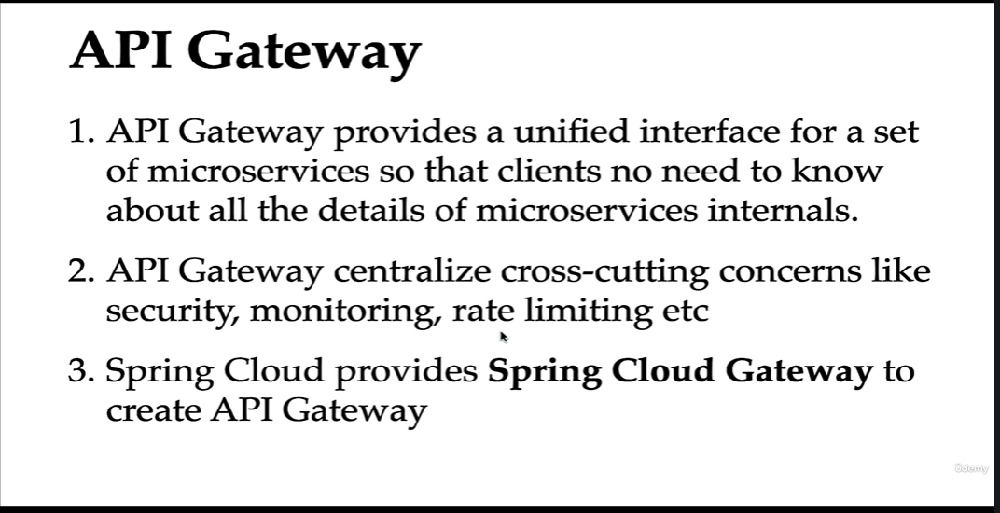 API Gateway
1. API Gateway provides a unified interface for a set
of microservices so that clients no need to know
about all the details of microservices internals.
2. API Gateway centralize cross-cutting concerns like
security, monitoring, rate limiting etc
3. Spring Cloud provides Spring Cloud Gateway to
create API Gateway
ûdemy